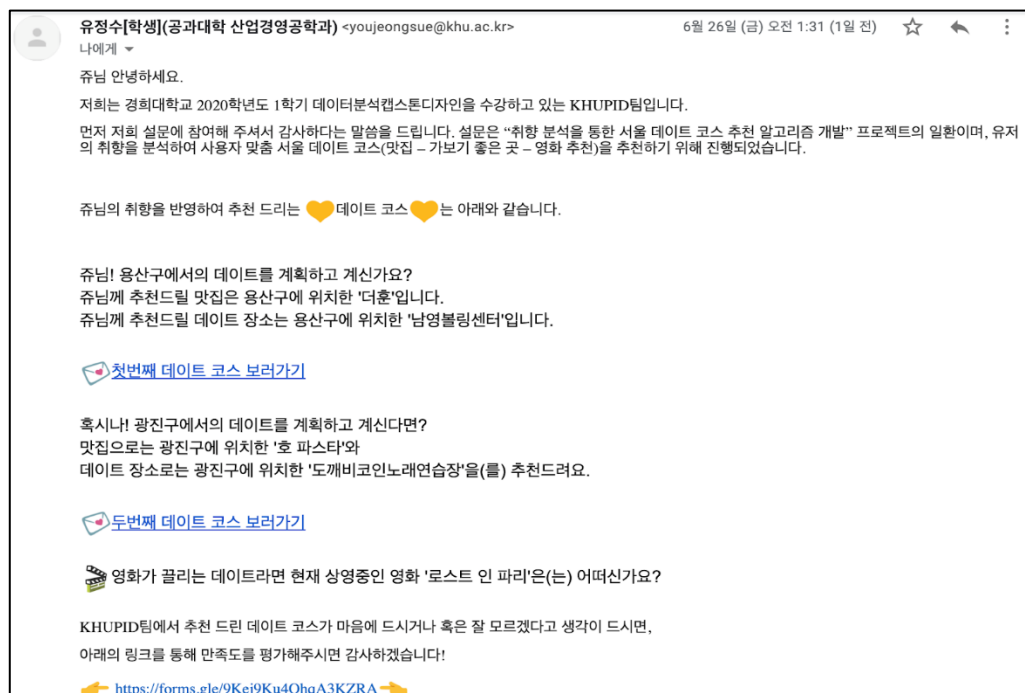 유정수[학생](공과대학 산업경영공학과) <youjeongsue@khu.ac.kr> 6월 26일 (금) 오전 1:31 (1일 전)
나에게
쥬님 안녕하세요.
저희는 경희대학교 2020학년도 1학기 데이터분석캡스톤디자인을 수강하고 있는 KHUPID팀입니다.
먼저 저희 설문에 참여해 주셔서 감사하다는 말씀을 드립니다. 설문은 “취향 분석을 통한 서울 데이트 코스 추천 알고리즘 개발” 프로젝트의 일환이며, 유저
의 취향을 분석하여 사용자 맞춤 서울 데이트 코스(맛집 – 가보기 좋은 곳 – 영화 추천)을 추천하기 위해 진행되었습니다.
쥬님의 취향을 반영하여 추천 드리는 🧡데이트 코스🧡는 아래와 같습니다.
쥬님! 용산구에서의 데이트를 계획하고 계신가요?
쥬님께 추천드릴 맛집은 용산구에 위치한 '더훈'입니다.
쥬님께 추천드릴 데이트 장소는 용산구에 위치한 '남영볼링센터'입니다.
💌첫번째 데이트 코스 보러가기
혹시나! 광진구에서의 데이트를 계획하고 계신다면?
맛집으로는 광진구에 위치한 '호 파스타'와
데이트 장소로는 광진구에 위치한 '도깨비코인노래연습장'을(를) 추천드려요.
💌두번째 데이트 코스 보러가기
🎬영화가 끌리는 데이트라면 현재 상영중인 영화 '로스트 인 파리'은(는) 어떠신가요?
KHUPID팀에서 추천 드린 데이트 코스가 마음에 드시거나 혹은 잘 모르겠다고 생각이 드시면,
아래의 링크를 통해 만족도를 평가해주시면 감사하겠습니다!
👉 https://forms.gle/9Kej9Ku4QhqA3KZRA👈